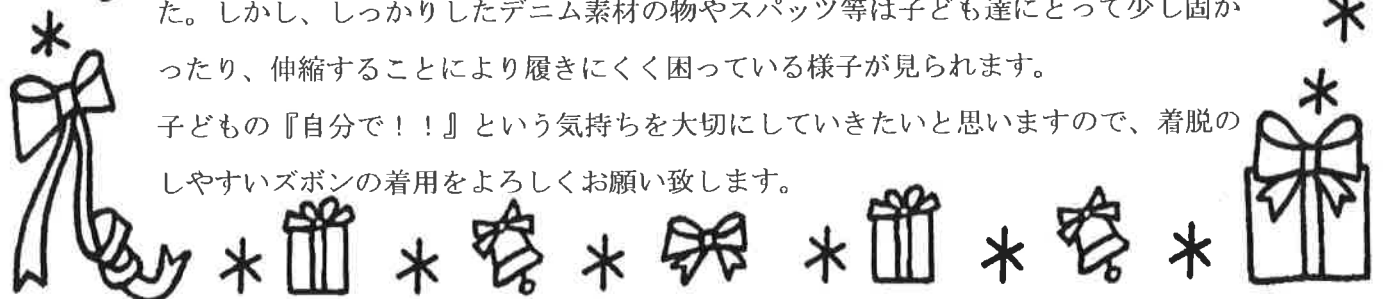 た。しかし、しっかりしたデニム素材の物やスパッツ等は子ども達にとって少し固か
ったり、伸縮することにより履きにくく困っている様子が見られます。
子どもの『自分で！！』という気持ちを大切にしていきたいと思いますので、着脱の
しやすいズボンの着用をよろしくお願い致します。